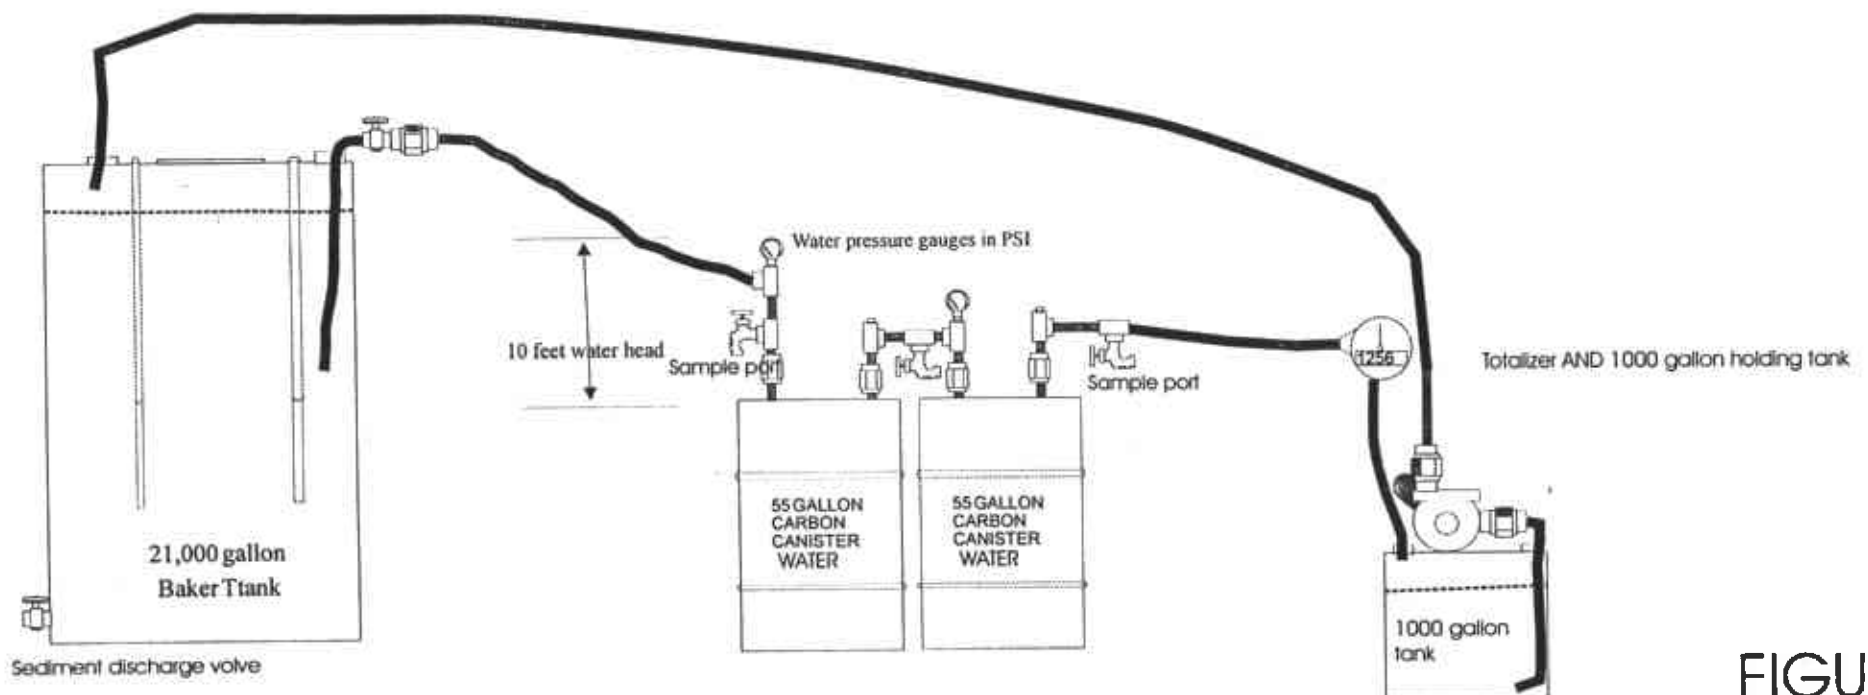 Water pressure gauges in PSI
10 feet water head
Sample port
1256
Totalizer AND 1000 gallon holding tank
Sample port
55 GALLON
CARBON
CANISTER
WATER
55 GALLON
CARBON
CANISTER
WATER
21,000 gallon
Baker Ttank
1000 gallon
tank
Sediment discharge volve
FIGU